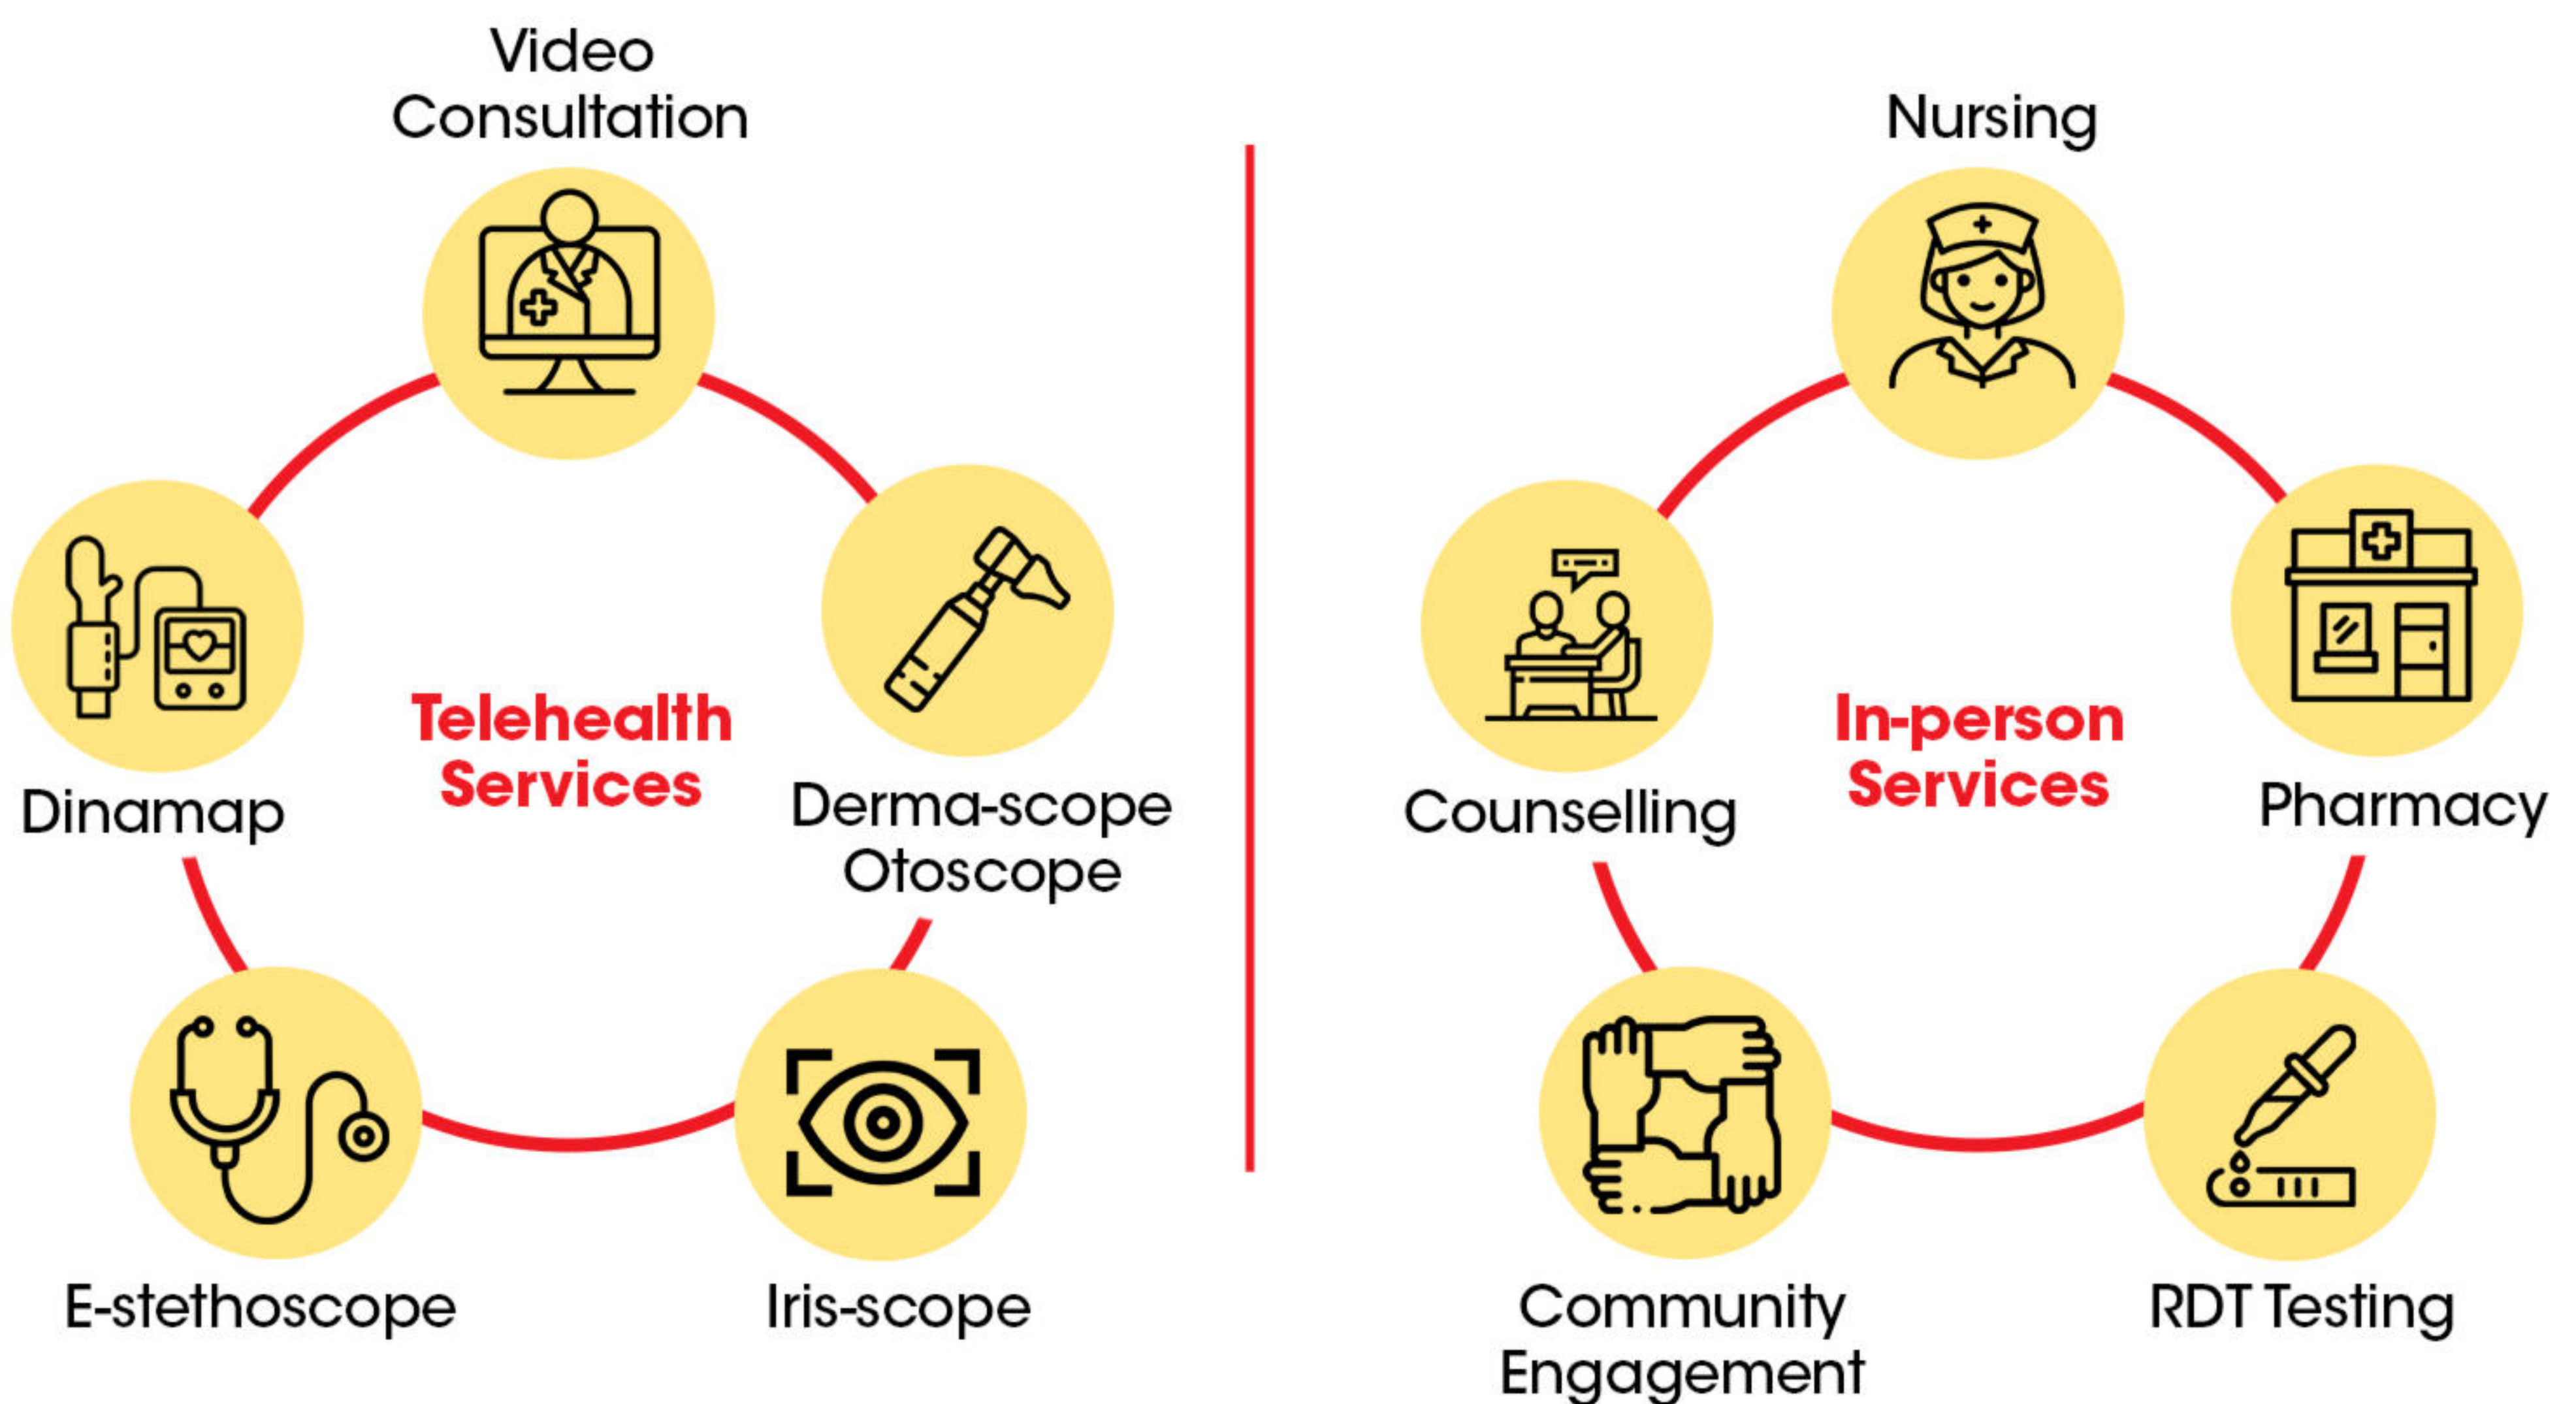 Video
Consultation
Dinamap
Telehealth
Services
Derma-scope
Otoscope
E-stethoscope
Iris-scope
Nursing
Counselling
In-person
Services
Pharmacy
Community
Engagement
RDT Testing